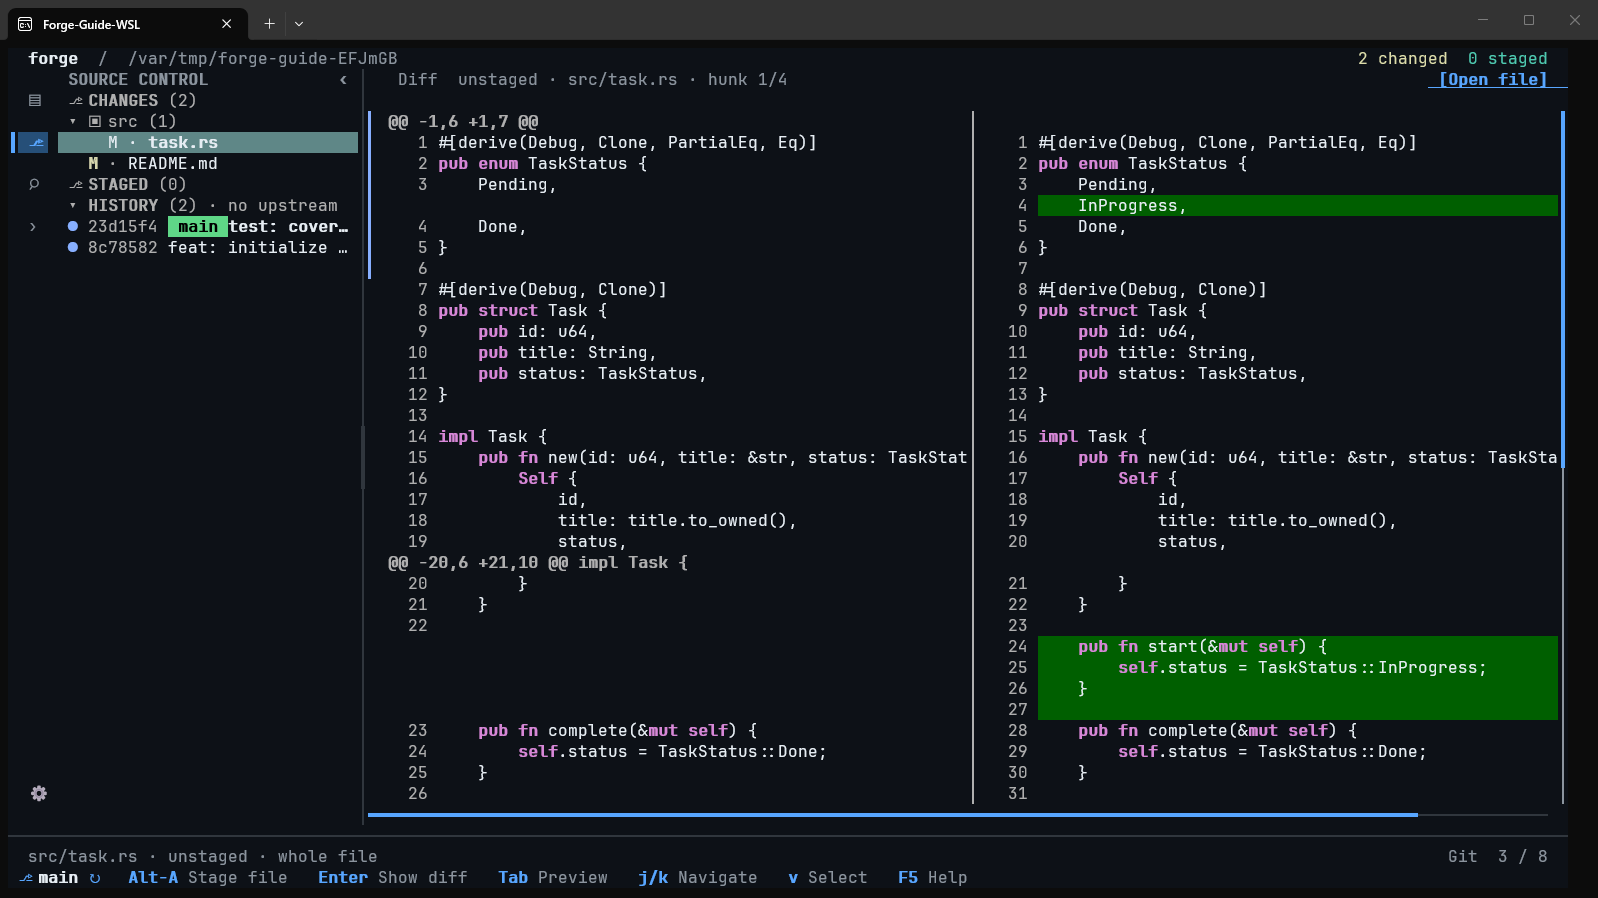 Forge-Guide-WSL
forge / /var/tmp/forge-guide-EFJmGB 2 changed 0 staged
SOURCE CONTROL ‹ Diff unstaged · src/task.rs · hunk 1/4 [Open file]
CHANGES (2)
▾ src (1)
M · task.rs
M · README.md
STAGED (0)
▾ HISTORY (2) · no upstream
23d15f4 main test: cover…
8c78582 feat: initialize …
@@ -1,6 +1,7 @@
1 #[derive(Debug, Clone, PartialEq, Eq)]
2 pub enum TaskStatus {
3     Pending,
4     Done,
5 }
6
7 #[derive(Debug, Clone)]
8 pub struct Task {
9     pub id: u64,
10     pub title: String,
11     pub status: TaskStatus,
12 }
13
14 impl Task {
15     pub fn new(id: u64, title: &str, status: TaskStat
16         Self {
17             id,
18             title: title.to_owned(),
19             status,
@@ -20,6 +21,10 @@ impl Task {
20         }
21     }
22
23     pub fn complete(&mut self) {
24         self.status = TaskStatus::Done;
25     }
26
1 #[derive(Debug, Clone, PartialEq, Eq)]
2 pub enum TaskStatus {
3     Pending,
4     InProgress,
5     Done,
6 }
7
8 #[derive(Debug, Clone)]
9 pub struct Task {
10     pub id: u64,
11     pub title: String,
12     pub status: TaskStatus,
13 }
14
15 impl Task {
16     pub fn new(id: u64, title: &str, status: TaskSta
17         Self {
18             id,
19             title: title.to_owned(),
20             status,
21         }
22     }
23
24     pub fn start(&mut self) {
25         self.status = TaskStatus::InProgress;
26     }
27
28     pub fn complete(&mut self) {
29         self.status = TaskStatus::Done;
30     }
31
src/task.rs · unstaged · whole file Git 3 / 8
main ↻ Alt-A Stage file Enter Show diff Tab Preview j/k Navigate v Select F5 Help